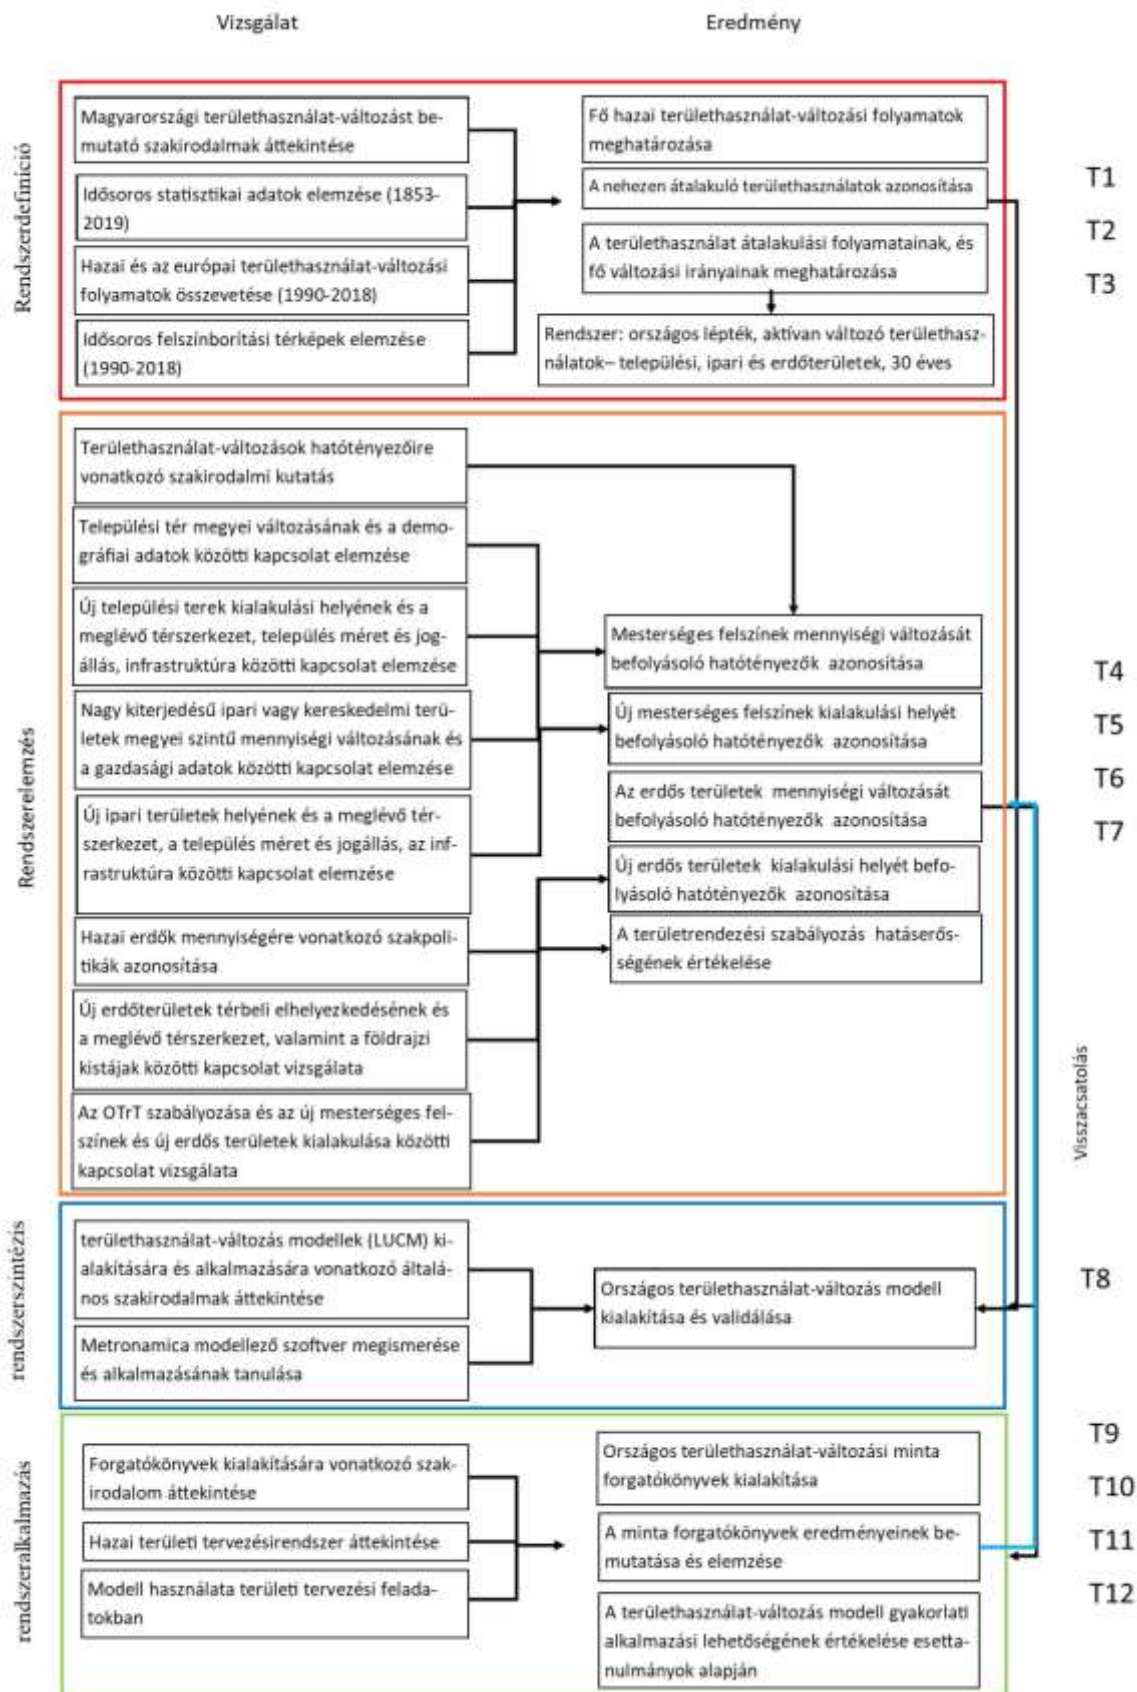 Vizsgálat
Eredmény
Rendszerdefiníció
Magyarországi területhasználat-változást be-
mutató szakirodalmak áttekintése
Idősoros statisztikai adatok elemzése (1853-
2019)
Hazai és az európai területhasználat-változási
folyamatok összevetése (1990-2018)
Idősoros felszínborítási térképek elemzése
(1990-2018)
Fő hazai területhasználat-változási folyamatok
meghatározása
A nehezen átalakuló területhasználatok azonosítása
A területhasználat átalakulási folyamatainak, és
fő változási irányainak meghatározása
Rendszer: országos lépték, aktívan változó területhasz-
nálatok– települési, ipari és erdőterületek, 30 éves
T1
T2
T3
Rendszerelemzés
Területhasználat-változások hatótényezőire
vonatkozó szakirodalmi kutatás
Települési tér megyei változásának és a demo-
gráfiai adatok közötti kapcsolat elemzése
Új települési terek kialakulási helyének és a
meglévő térszerkezet, település méret és jog-
állás, infrastruktúra közötti kapcsolat elemzése
Nagy kiterjedésű ipari vagy kereskedelmi terü-
letek megyei szintű mennyiségi változásának és
a gazdasági adatok közötti kapcsolat elemzése
Új ipari területek helyének és a meglévő tér-
szerkezet, a település méret és jogállás, az inf-
rastruktúra közötti kapcsolat elemzése
Hazai erdők mennyiségére vonatkozó szakpoli-
tikák azonosítása
Új erdőterületek térbeli elhelyezkedésének és
a meglévő térszerkezet, valamint a földrajzi
kistájak közötti kapcsolat vizsgálata
Az OTrT szabályozása és az új mesterséges fel-
színek és új erdős területek kialakulása közötti
kapcsolat vizsgálata
Mesterséges felszínek mennyiségi változását
befolyásoló hatótényezők azonosítása
Új mesterséges felszínek kialakulási helyét
befolyásoló hatótényezők azonosítása
Az erdős területek mennyiségi változását
befolyásoló hatótényezők azonosítása
Új erdős területek kialakulási helyét befo-
lyásoló hatótényezők azonosítása
A területrendezési szabályozás hatáserős-
ségének értékelése
T4
T5
T6
T7
Visszacsatolás
rendszerszintézis
területhasználat-változás modellek (LUCM) ki-
alakítására és alkalmazására vonatkozó általá-
nos szakirodalmak áttekintése
Metronamica modellező szoftver megismerése
és alkalmazásának tanulása
Országos területhasználat-változás modell
kialakítása és validálása
T8
rendszeralkalmazás
Forgatókönyvek kialakítására vonatkozó szak-
irodalom áttekintése
Hazai területi tervezésirendszer áttekintése
Modell használata területi tervezési felada-
tokban
Országos területhasználat-változási minta
forgatókönyvek kialakítása
A minta forgatókönyvek eredményeinek be-
mutatása és elemzése
A területhasználat-változás modell gyakorlati
alkalmazási lehetőségének értékelése esetta-
nulmányok alapján
T9
T10
T11
T12